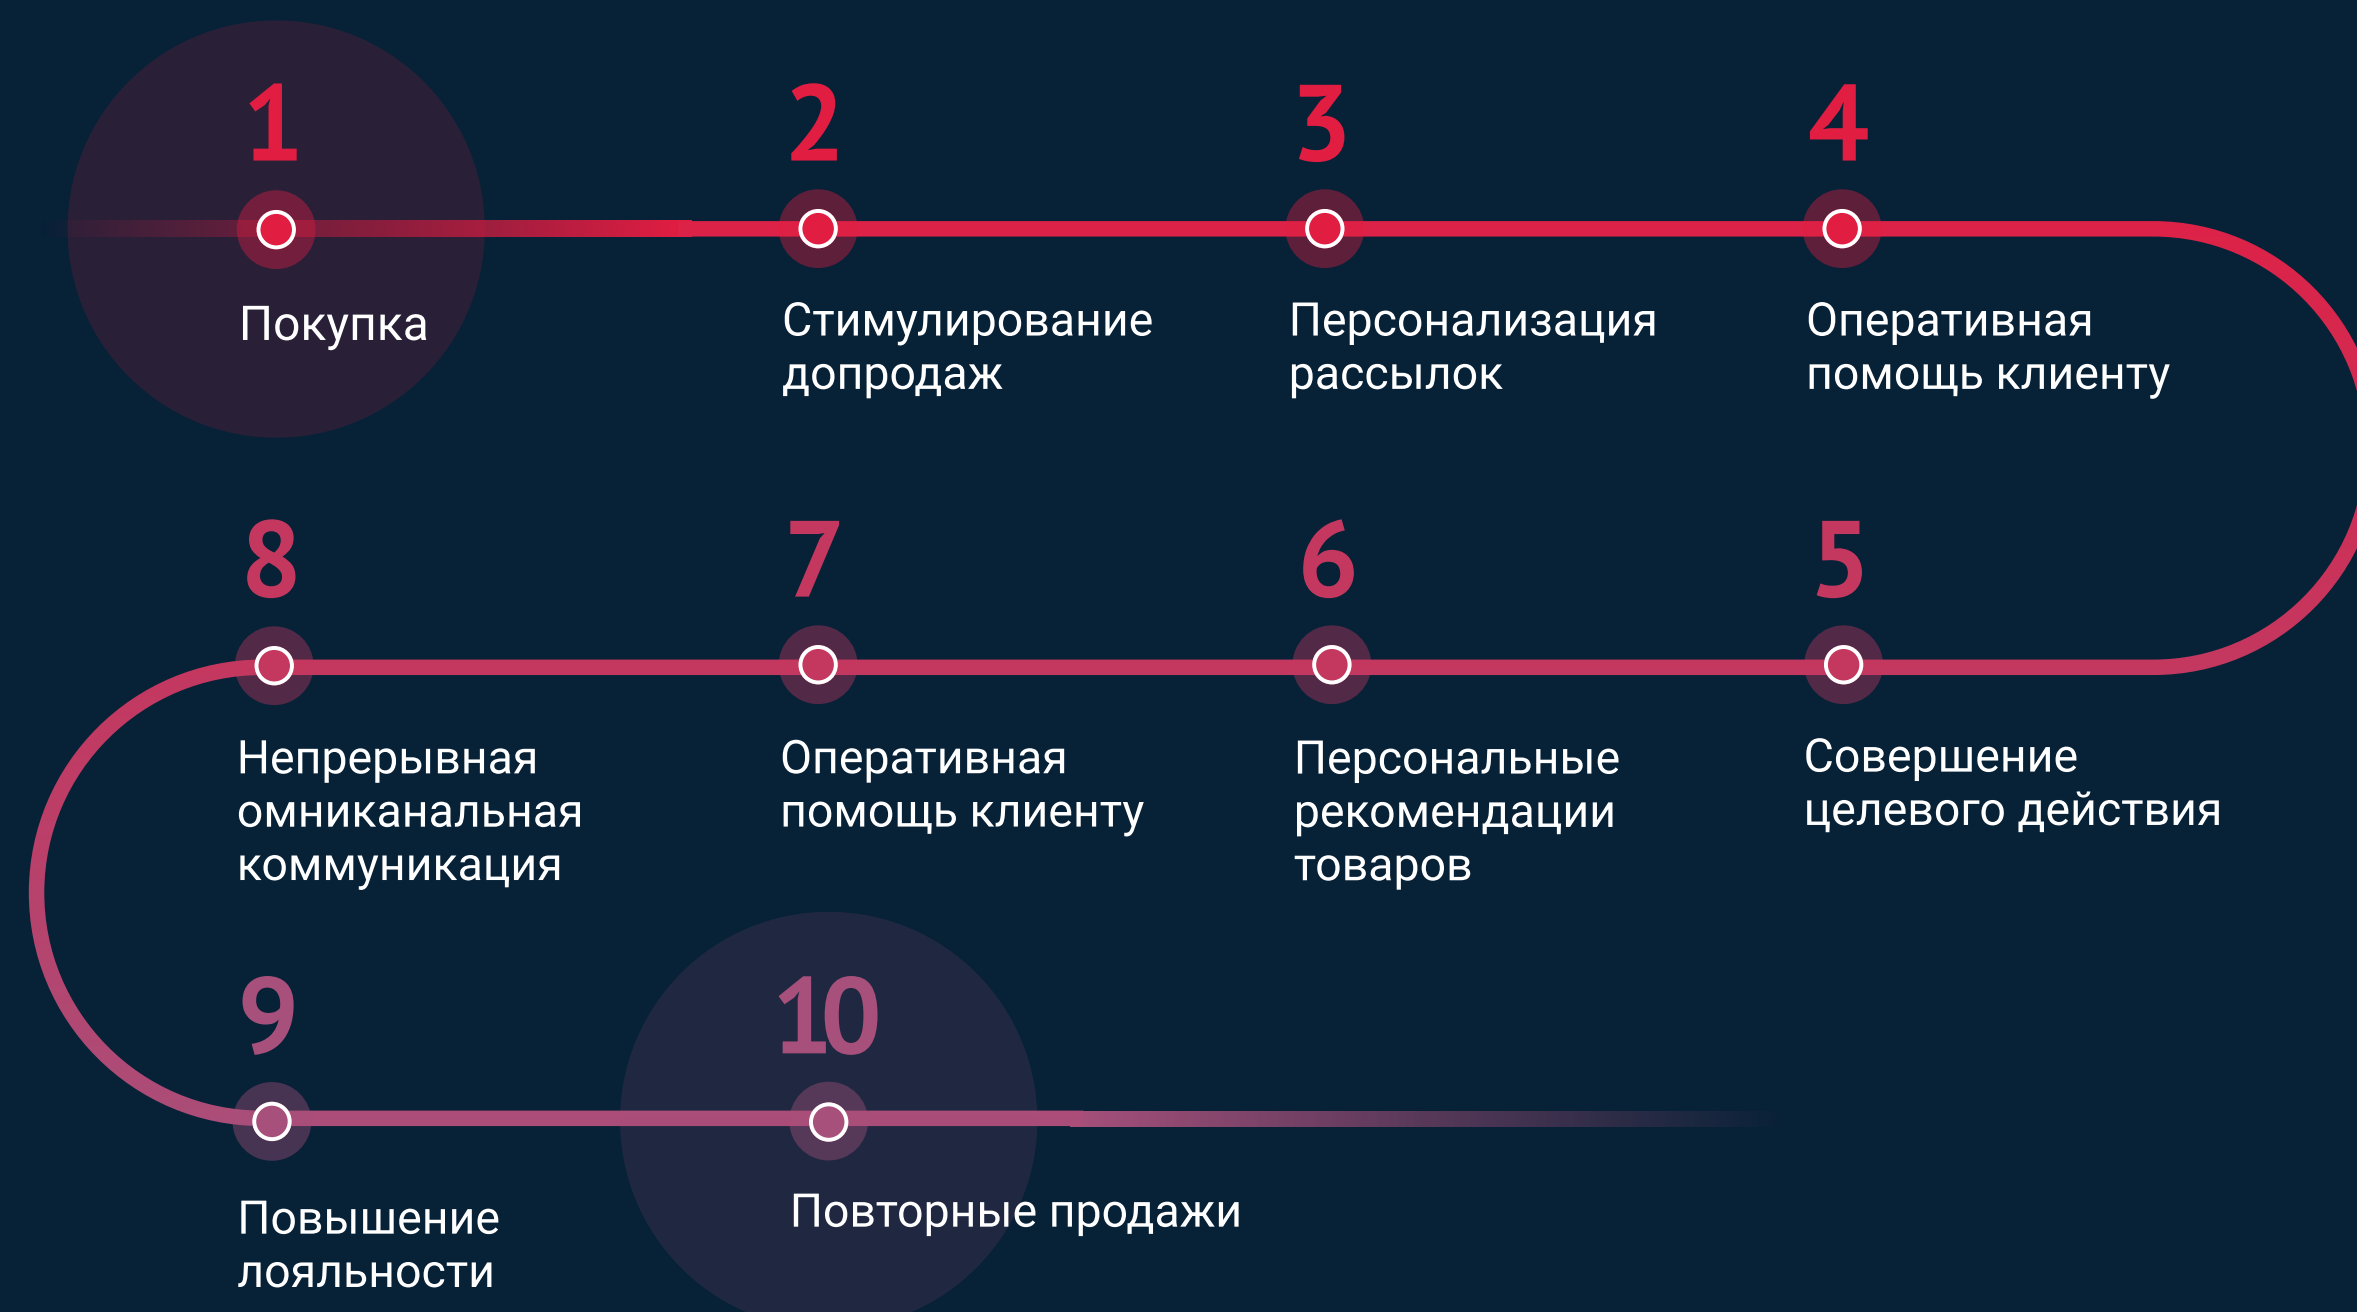 1
Покупка
2
Стимулирование
допродаж
3
Персонализация
рассылок
4
Оперативная
помощь клиенту
5
Совершение
целевого действия
6
Персональные
рекомендации
товаров
7
Оперативная
помощь клиенту
8
Непрерывная
омниканальная
коммуникация
9
Повышение
лояльности
10
Повторные продажи